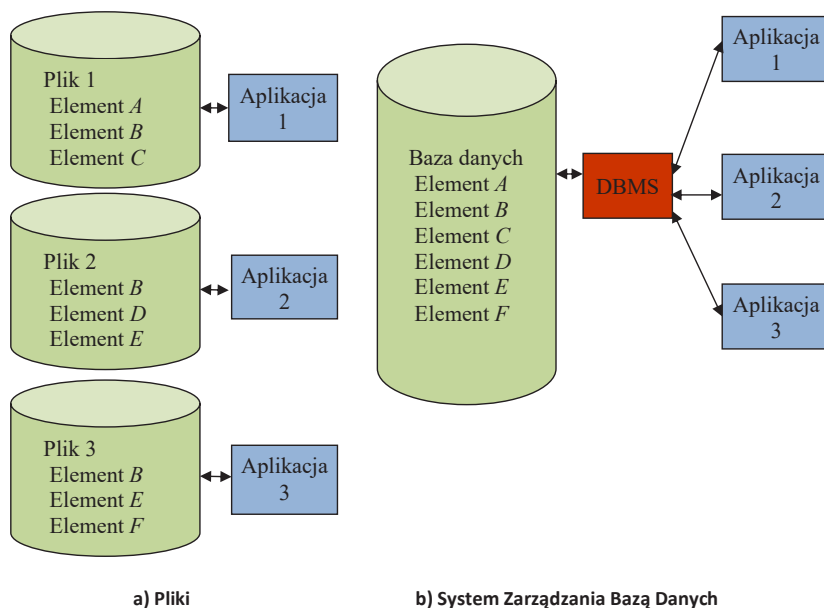 Plik 1
Element A
Element B
Element C
Aplikacja
1
Plik 2
Element B
Element D
Element E
Aplikacja
2
Plik 3
Element B
Element E
Element F
Aplikacja
3
a) Pliki
Baza danych
Element A
Element B
Element C
Element D
Element E
Element F
DBMS
Aplikacja
1
Aplikacja
2
Aplikacja
3
b) System Zarządzania Bazą Danych